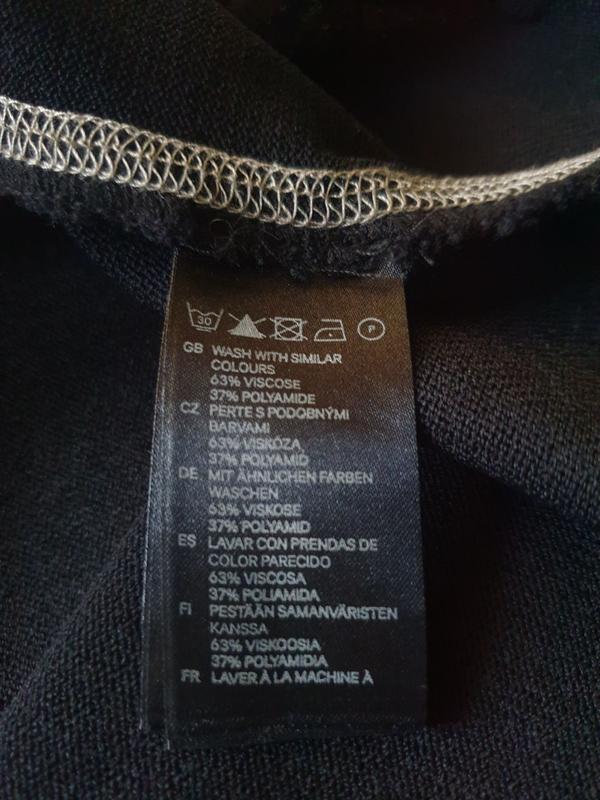 30
P
GB WASH WITH SIMILAR
COLOURS
63% VISCOSE
37% POLYAMIDE
CZ PERTE S PODOBNÝMI
BARVAMI
63% VISKÓZA
37% POLYAMID
DE MIT ÄHNLICHEN FARBEN
WASCHEN
63% VISKOSE
37% POLYAMID
ES LAVAR CON PRENDAS DE
COLOR PARECIDO
63% VISCOSA
37% POLIAMIDA
FI PESTÄÄN SAMANVÄRISTEN
KANSSA
63% VISKOOSIA
37% POLYAMIDIA
FR LAVER À LA MACHINE À